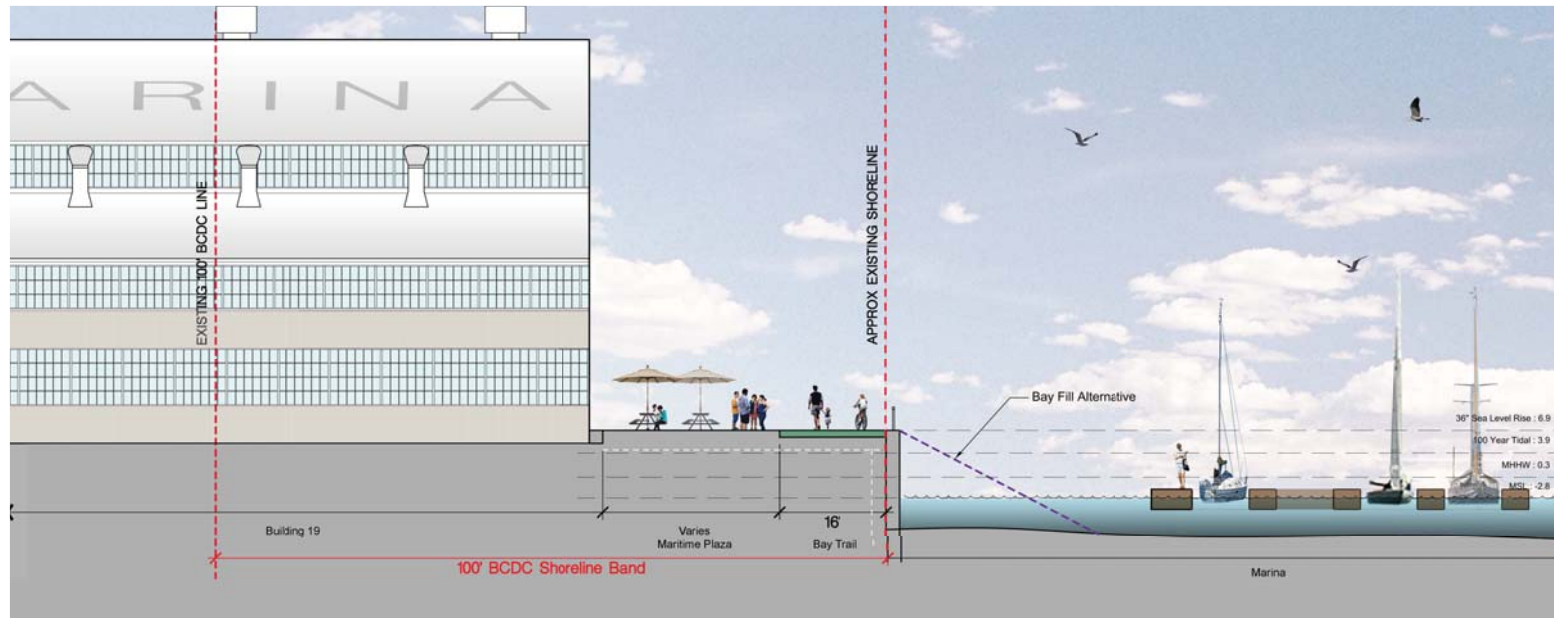 ARINA
EXISTING 100' BCDC LINE
APPROX EXISTING SHORELINE
Bay Fill Alternative
36" Sea Level Rise : 6.9
100 Year Tidal : 3.9
MHHW : 0.3
MSL : -2.8
Building 19
Varies
Maritime Plaza
16'
Bay Trail
100' BCDC Shoreline Band
Marina